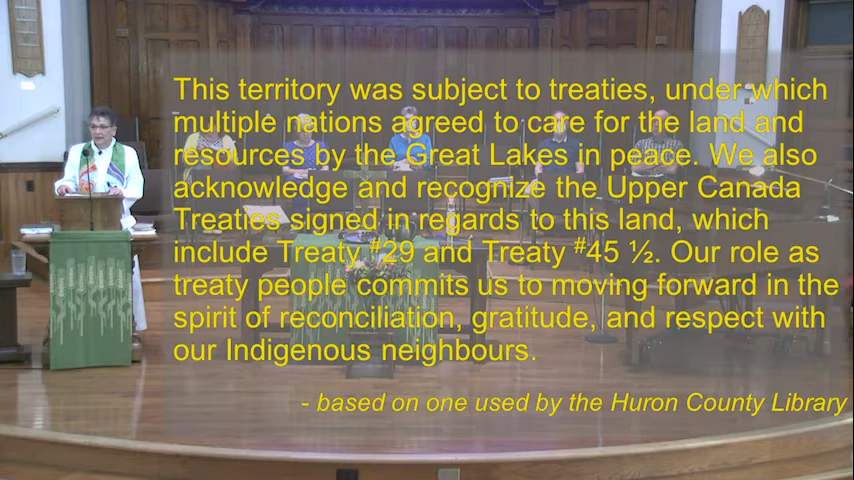 This territory was subject to treaties, under which
multiple nations agreed to care for the land and
resources by the Great Lakes in peace. We also
acknowledge and recognize the Upper Canada
Treaties signed in regards to this land, which
include Treaty #29 and Treaty #45 ½. Our role as
treaty people commits us to moving forward in the
spirit of reconciliation, gratitude, and respect with
our Indigenous neighbours.
- based on one used by the Huron County Library